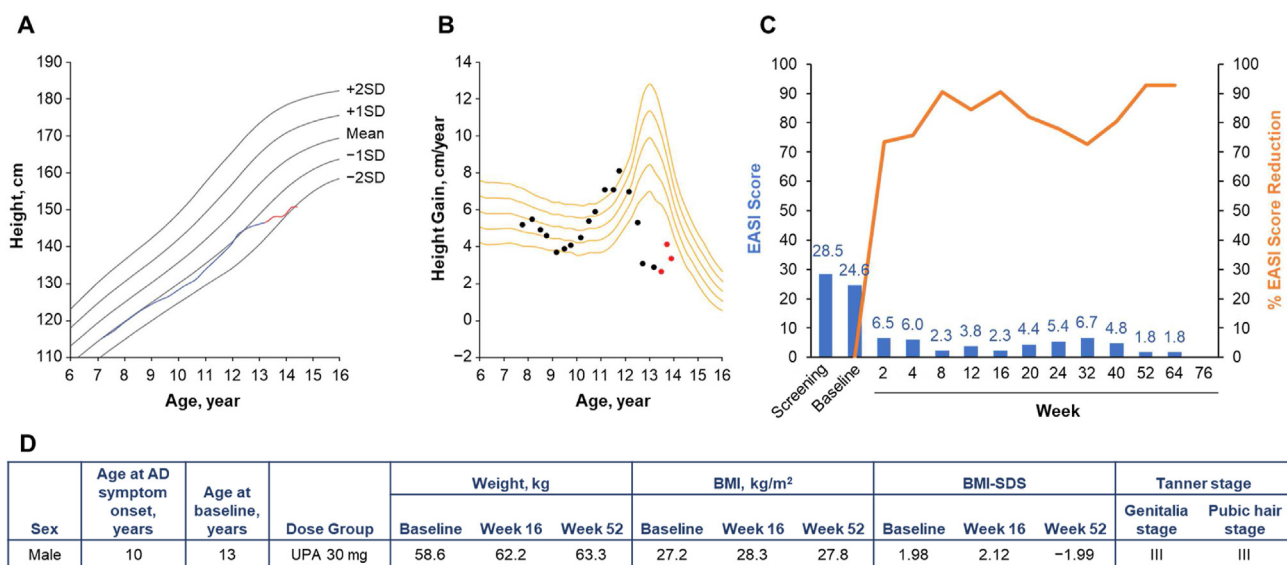 A
Height, cm
190
180
170
160
150
140
130
120
110
+2SD
+1SD
Mean
−1SD
−2SD
6 7 8 9 10 11 12 13 14 15 16
Age, year
B
Height Gain, cm/year
14
12
10
8
6
4
2
0
−2
6 7 8 9 10 11 12 13 14 15 16
Age, year
C
EASI Score
100
90
80
70
60
50
40
30
20
10
0
28.5 24.6 6.5 6.0 2.3 3.8 2.3 4.4 5.4 6.7 4.8 1.8 1.8
100
90
80
70
60
50
40
30
20
10
0
% EASI Score Reduction
Screening Baseline 2 4 8 12 16 20 24 32 40 52 64 76
Week
D
Sex
Age at AD
symptom
onset,
years
Age at
baseline,
years
Dose Group
Weight, kg
Baseline Week 16 Week 52
BMI, kg/m²
Baseline Week 16 Week 52
BMI-SDS
Baseline Week 16 Week 52
Tanner stage
Genitalia
stage
Pubic hair
stage
Male 10 13 UPA 30 mg 58.6 62.2 63.3 27.2 28.3 27.8 1.98 2.12 −1.99 III III